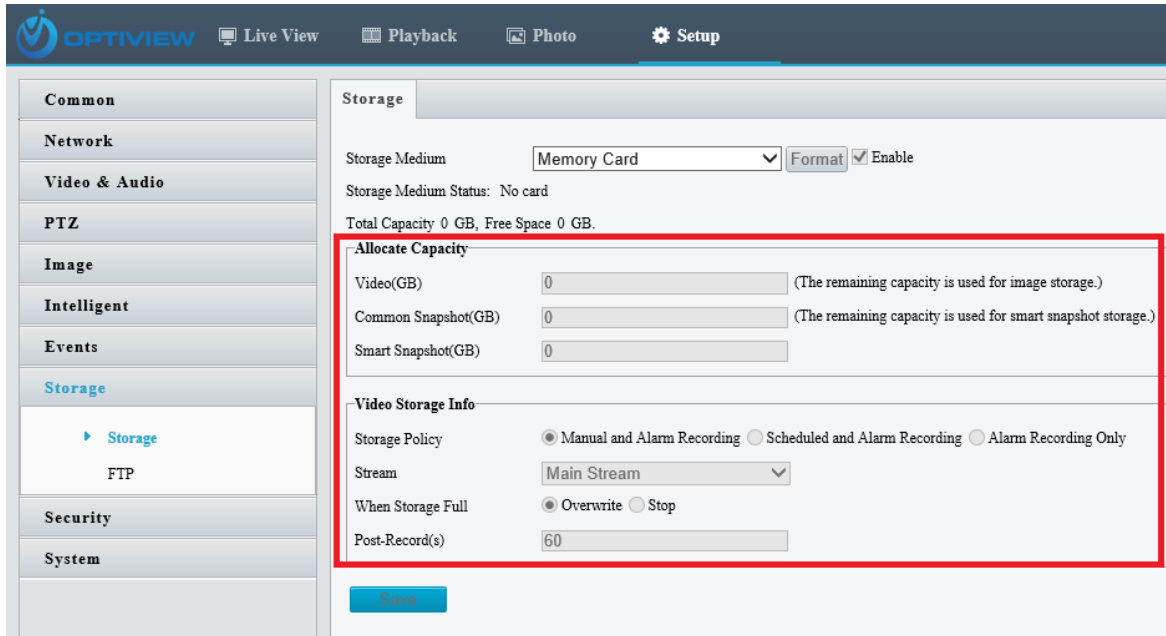 OPTIVIEW Live View Playback Photo Setup
Common
Network
Video & Audio
PTZ
Image
Intelligent
Events
Storage
Storage
FTP
Security
System
Storage
Storage Medium Memory Card Format Enable
Storage Medium Status: No card
Total Capacity 0 GB, Free Space 0 GB.
Allocate Capacity
Video(GB) 0 (The remaining capacity is used for image storage.)
Common Snapshot(GB) 0 (The remaining capacity is used for smart snapshot storage.)
Smart Snapshot(GB) 0
Video Storage Info
Storage Policy Manual and Alarm Recording Scheduled and Alarm Recording Alarm Recording Only
Stream Main Stream
When Storage Full Overwrite Stop
Post-Record(s) 60
Save